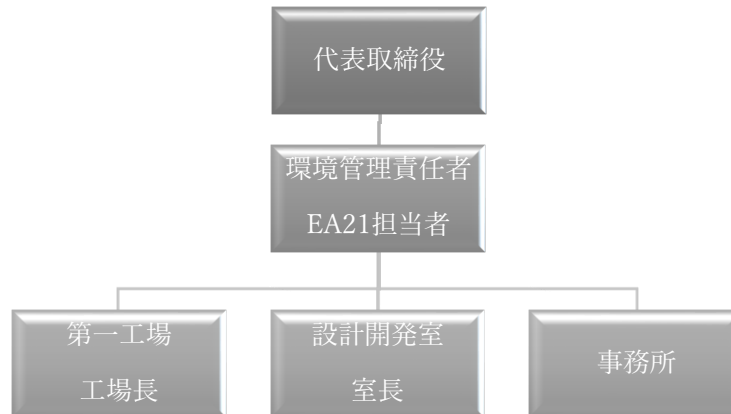 代表取締役
環境管理責任者
EA21担当者
第一工場
工場長
設計開発室
室長
事務所